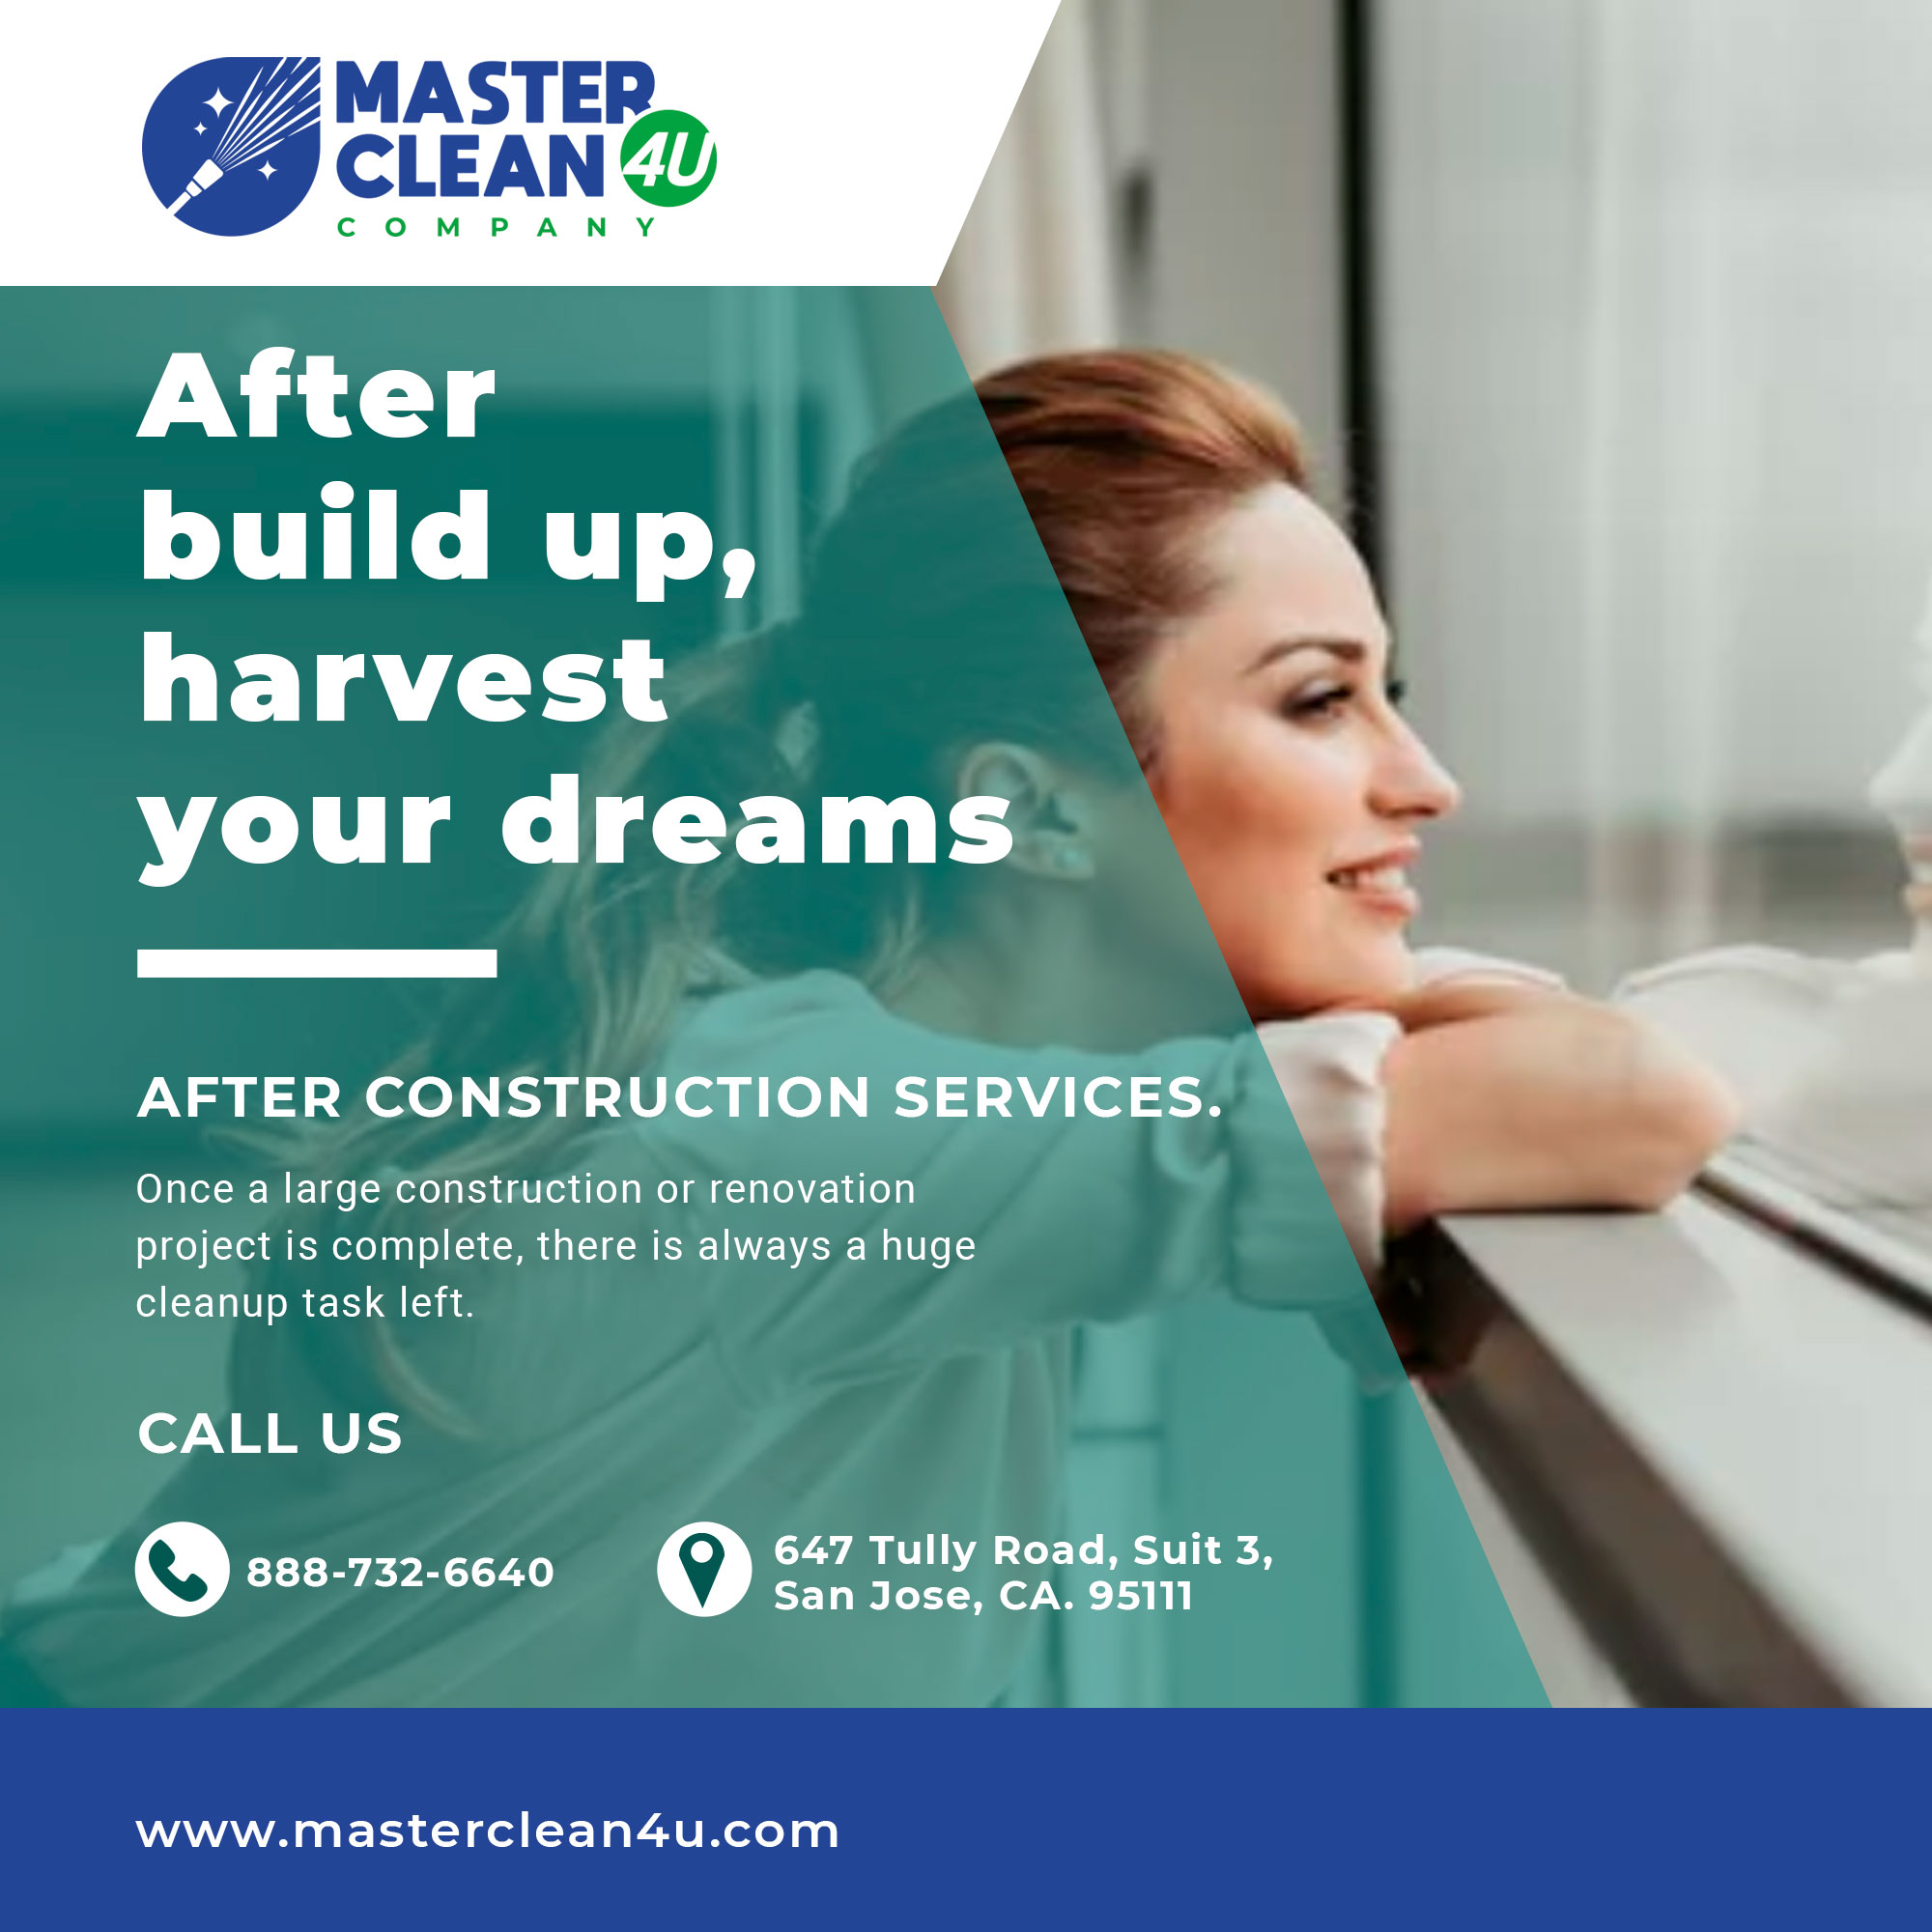 MASTER
CLEAN 4U
COMPANY
After
build up,
harvest
your dreams
AFTER CONSTRUCTION SERVICES.
Once a large construction or renovation
project is complete, there is always a huge
cleanup task left.
CALL US
888-732-6640
647 Tully Road, Suit 3,
San Jose, CA. 95111
www.masterclean4u.com